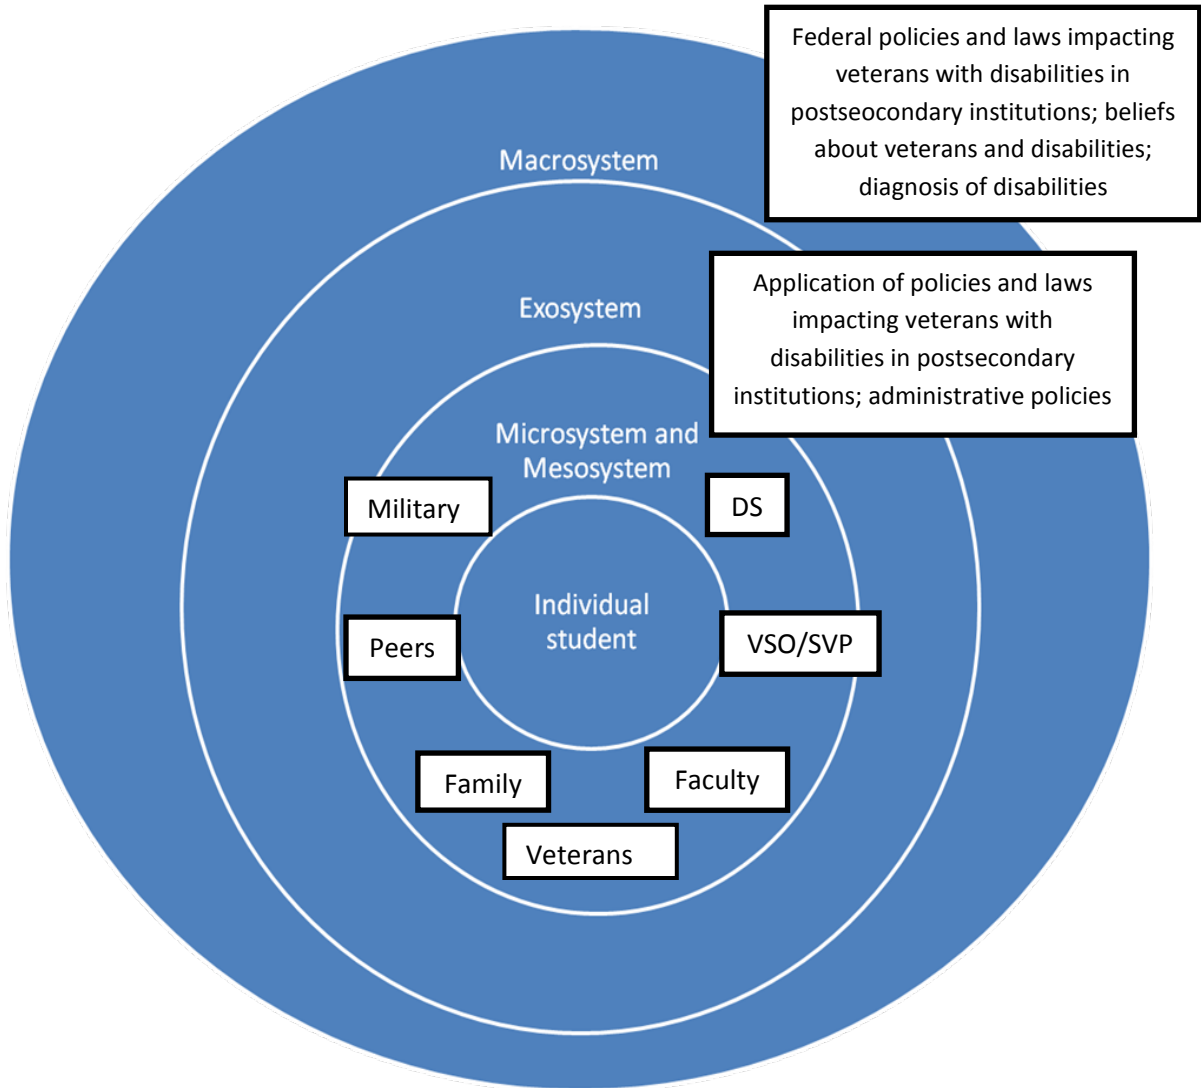 Federal policies and laws impacting
veterans with disabilities in
postseocondary institutions; beliefs
about veterans and disabilities;
diagnosis of disabilities
Macrosystem
Application of policies and laws
impacting veterans with
disabilities in postsecondary
institutions; administrative policies
Exosystem
Microsystem and
Mesosystem
Military
DS
Individual
student
Peers
VSO/SVP
Family
Faculty
Veterans